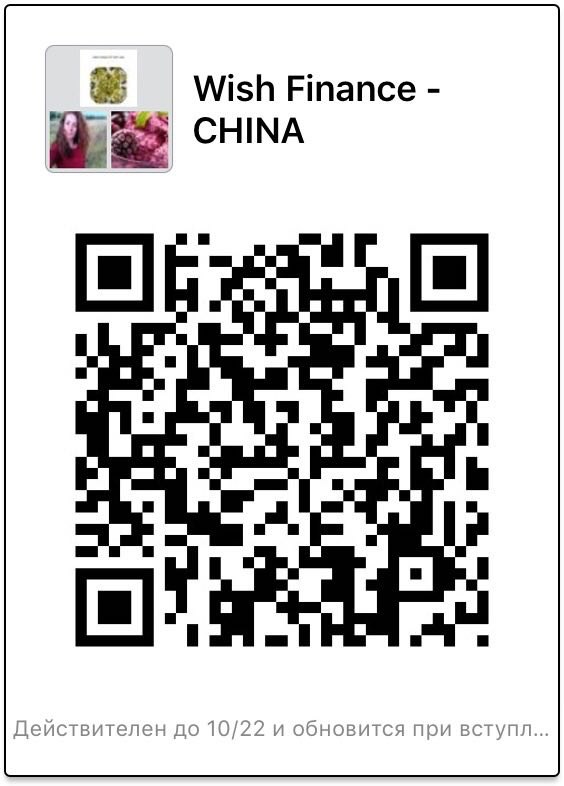 Wish Finance -
CHINA
Действителен до 10/22 и обновится при вступл...